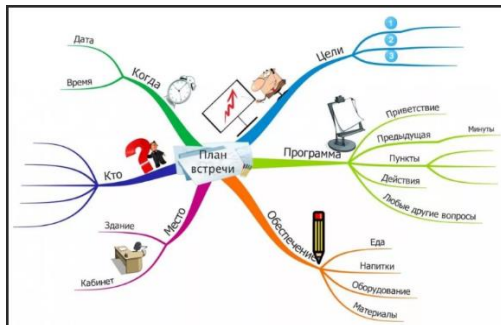 План
встречи
Когда
Дата
Время
Цели
1
2
3
Программа
Приветствие
Предыдущая
Минуты
Пункты
Действия
Любые другие вопросы
Обеспечение
Еда
Напитки
Оборудование
Материалы
Место
Здание
Кабинет
Кто